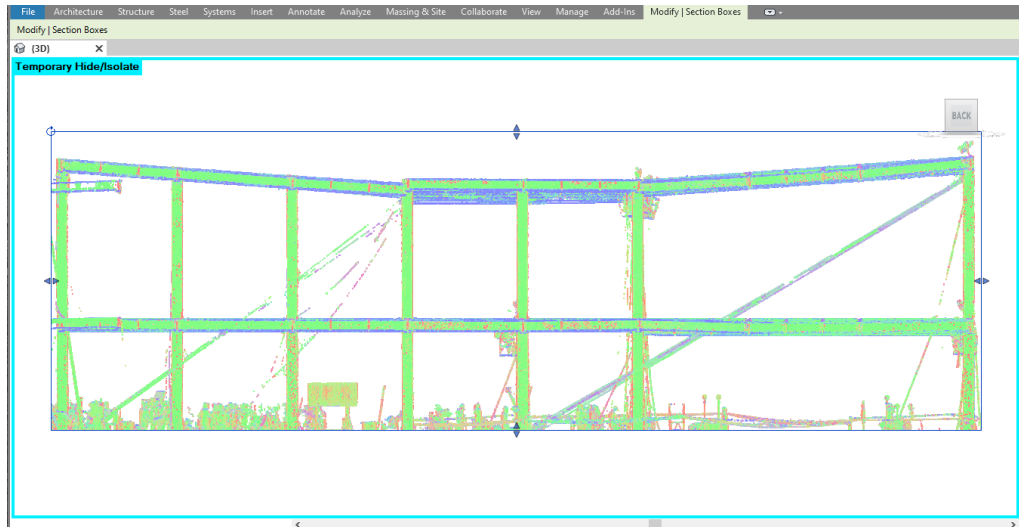 File Architecture Structure Steel Systems Insert Annotate Analyze Massing & Site Collaborate View Manage Add-Ins Modify | Section Boxes
Modify | Section Boxes
{3D} X
Temporary Hide/Isolate
BACK